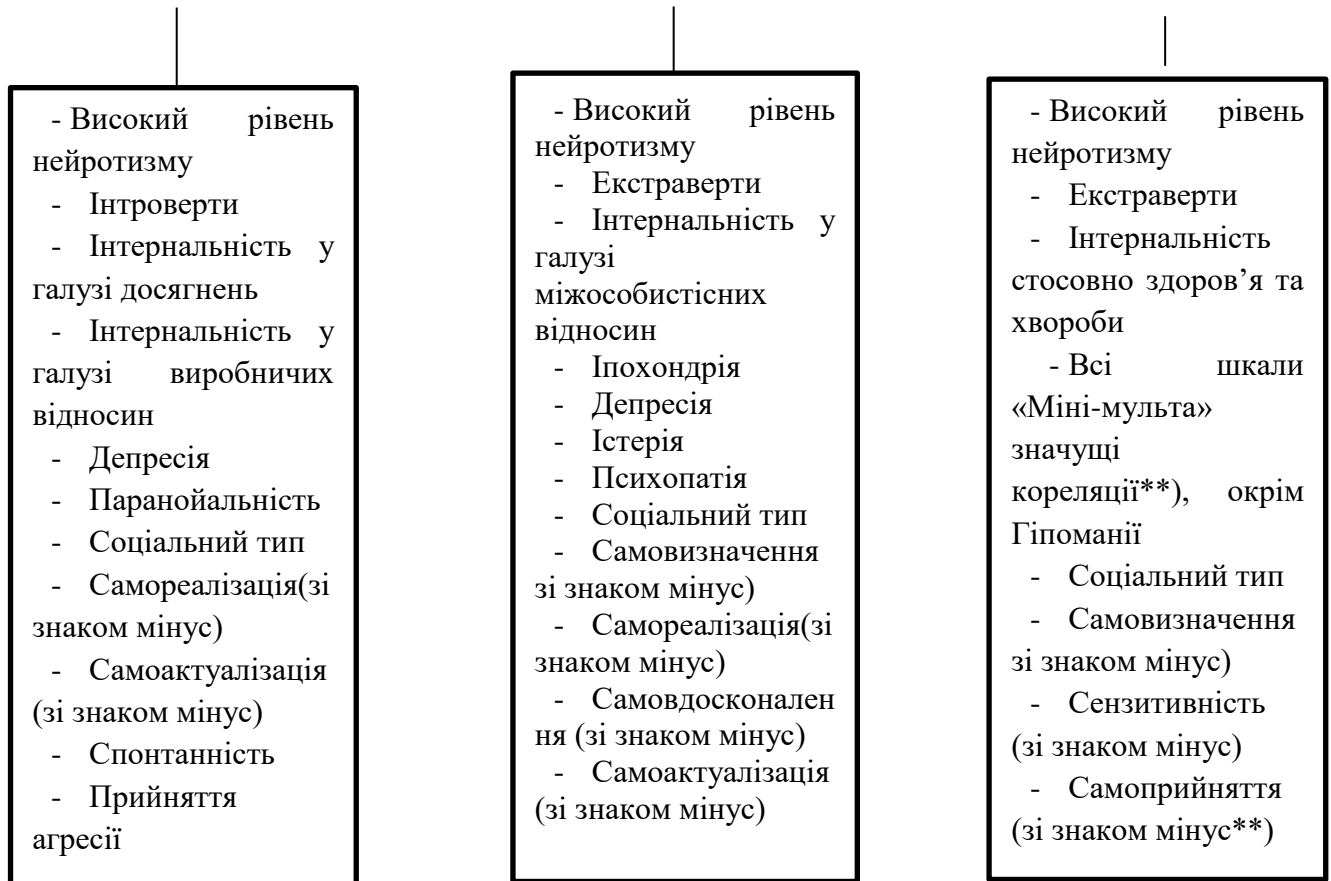 - Високий рівень
нейротизму
- Інтроверти
- Інтернальність у
галузі досягнень
- Інтернальність у
галузі виробничих
відносин
- Депресія
- Паранойальність
- Соціальний тип
- Самореалізація(зі
знаком мінус)
- Самоактуалізація
(зі знаком мінус)
- Спонтанність
- Прийняття
агресії
- Високий рівень
нейротизму
- Екстраверти
- Інтернальність у
галузі
міжособистісних
відносин
- Іпохондрія
- Депресія
- Істерія
- Психопатія
- Соціальний тип
- Самовизначення
зі знаком мінус)
- Самореалізація(зі
знаком мінус)
- Самовдосконален
ня (зі знаком мінус)
- Самоактуалізація
(зі знаком мінус)
- Високий рівень
нейротизму
- Екстраверти
- Інтернальність
стосовно здоров’я та
хвороби
- Всі шкали
«Міні-мульта»
значущі
кореляції**), окрім
Гіпоманії
- Соціальний тип
- Самовизначення
зі знаком мінус)
- Сензитивність
(зі знаком мінус)
- Самоприйняття
(зі знаком мінус**)